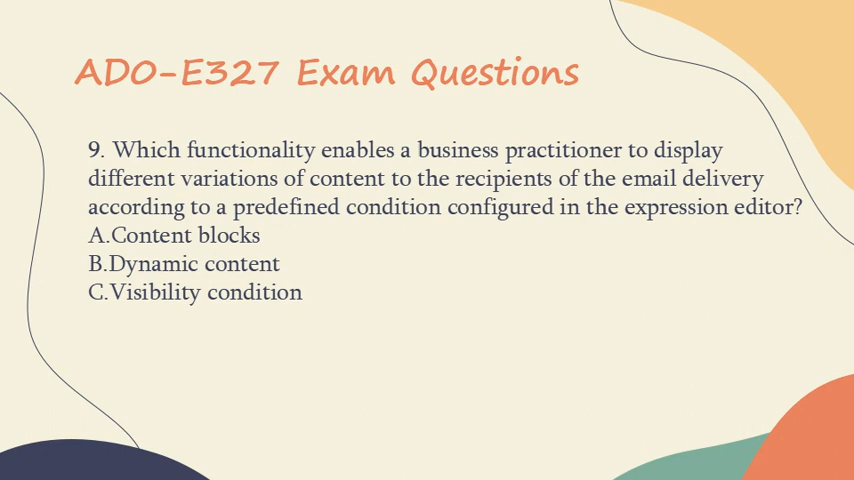 ADO-E327 Exam Questions
9. Which functionality enables a business practitioner to display
different variations of content to the recipients of the email delivery
according to a predefined condition configured in the expression editor?
A.Content blocks
B.Dynamic content
C.Visibility condition